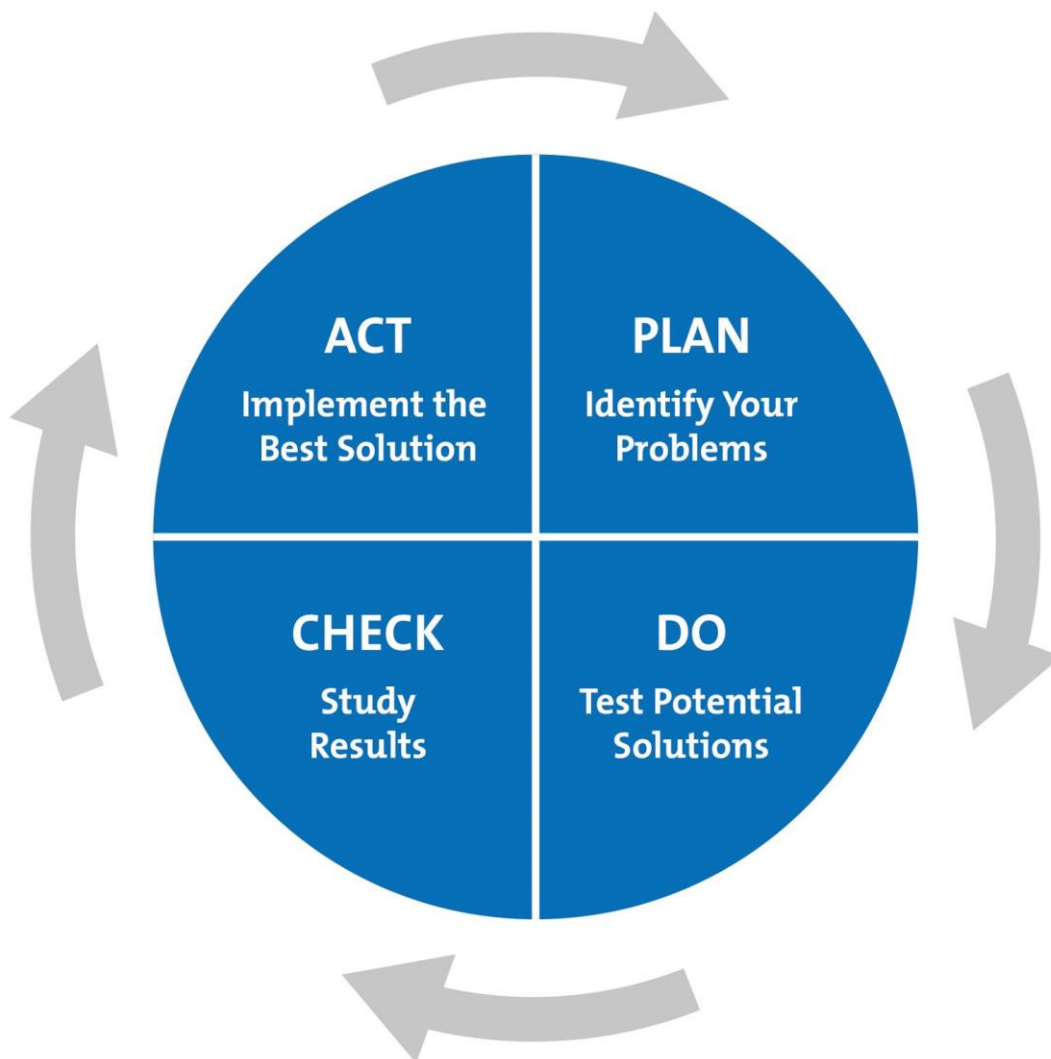 ACT
Implement the
Best Solution
PLAN
Identify Your
Problems
CHECK
Study
Results
DO
Test Potential
Solutions